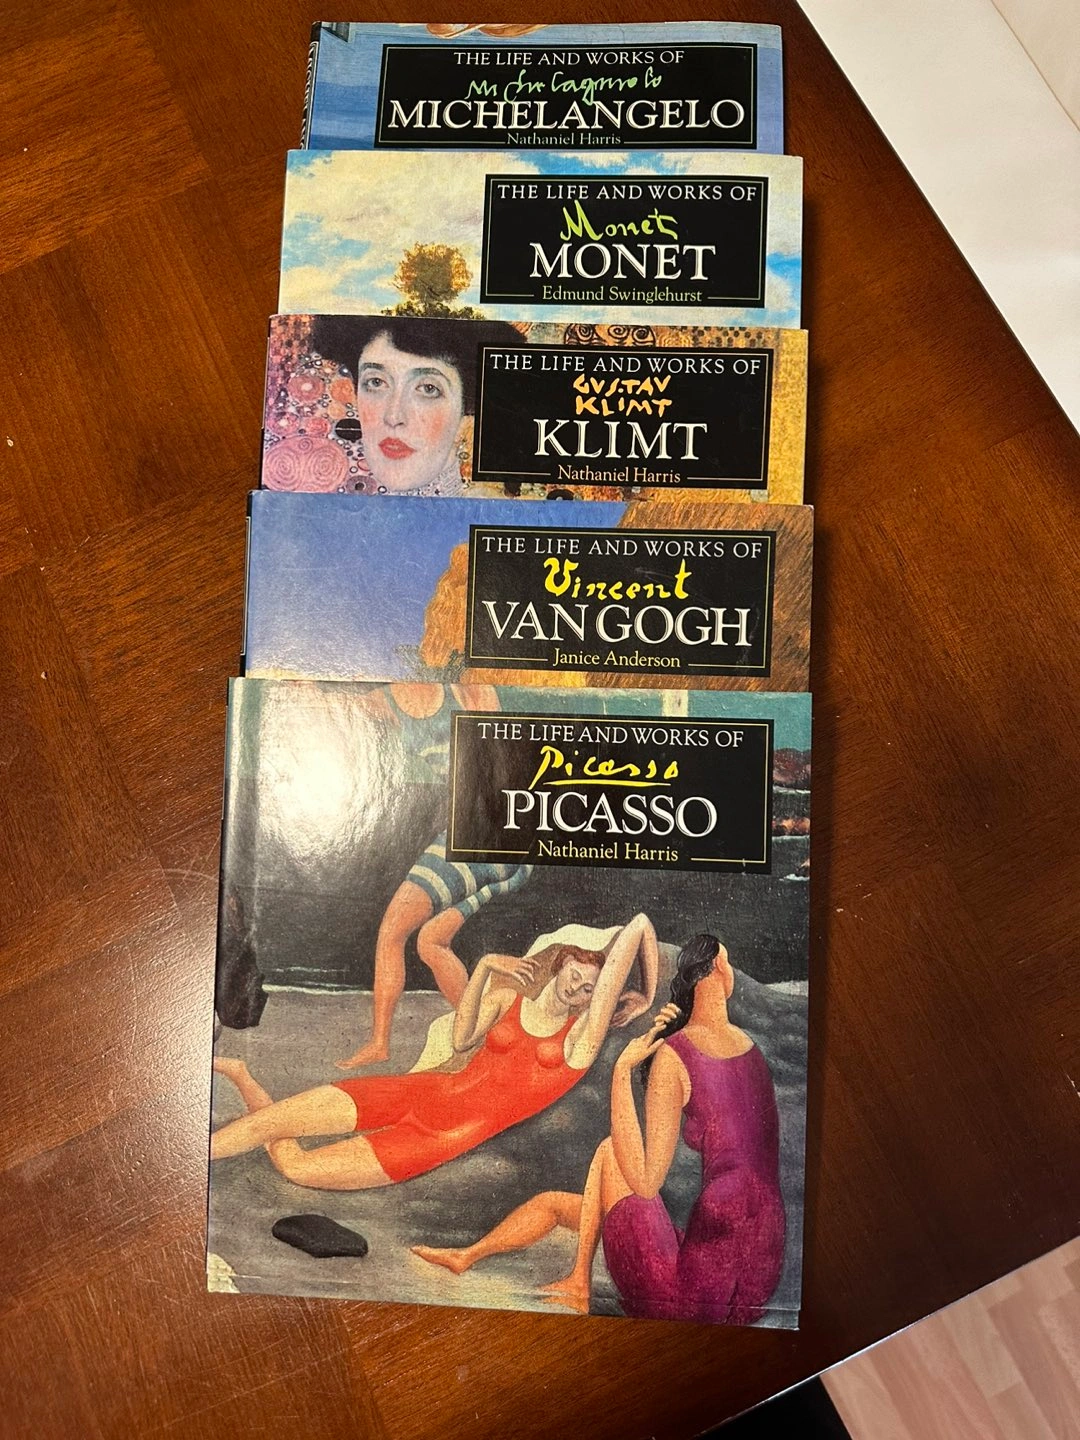 THE LIFE AND WORKS OF
Michelagniolo
MICHELANGELO
Nathaniel Harris
THE LIFE AND WORKS OF
Monet
MONET
Edmund Swinglehurst
THE LIFE AND WORKS OF
GUSTAV
KLIMT
KLIMT
Nathaniel Harris
THE LIFE AND WORKS OF
Vincent
VAN GOGH
Janice Anderson
THE LIFE AND WORKS OF
Picasso
PICASSO
Nathaniel Harris